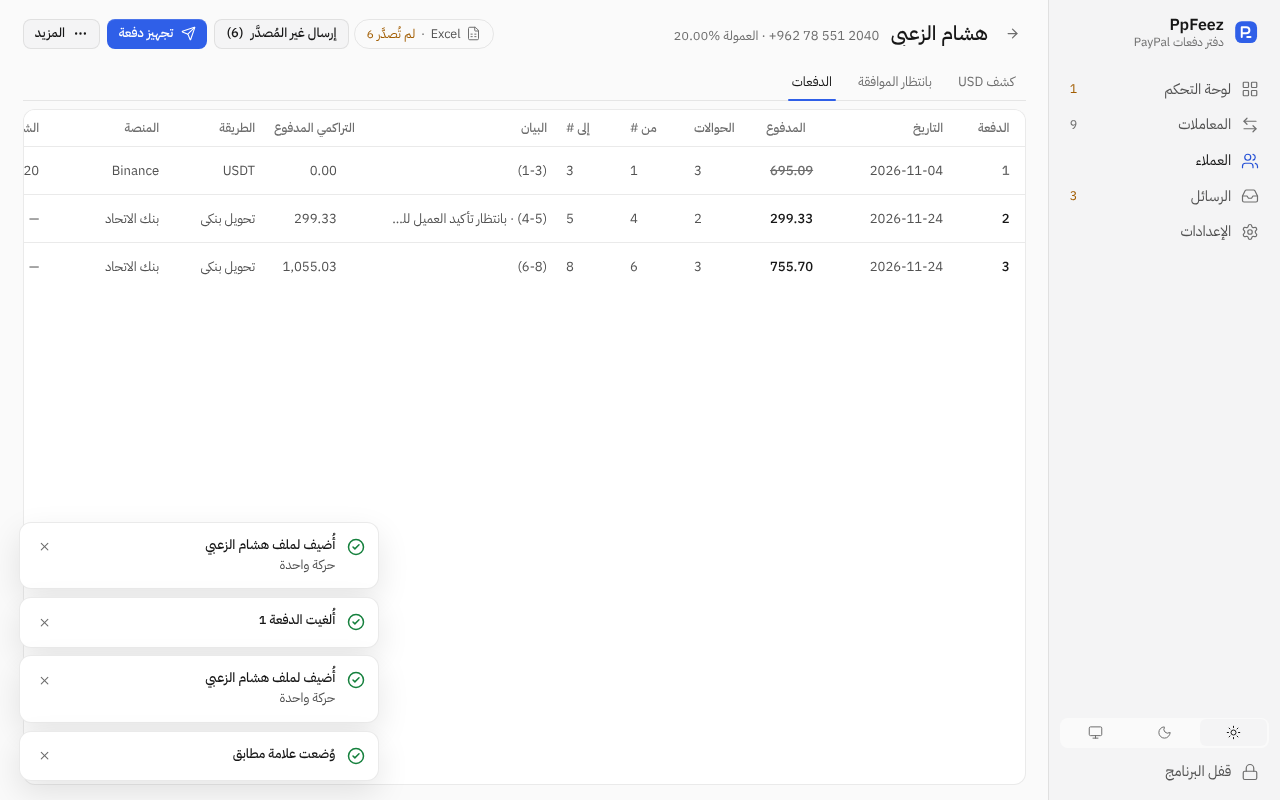 PpFeez
دفتر دفعات PayPal
لوحة التحكم 1
المعاملات 9
العملاء
الرسائل 3
الإعدادات
قفل البرنامج
هشام الزعبي
+962 78 551 2040 · العمولة 20.00%
Excel · لم تُصدَّر 6
إرسال غير المُصدَّر (6)
تجهيز دفعة
المزيد
كشف USD
بانتظار الموافقة
الدفعات
الدفعة التاريخ المدفوع الحوالات من # إلى # البيان التراكمي المدفوع الطريقة المنصة
1 2026-11-04 695.09 3 1 3 (1-3) 0.00 USDT Binance 20
2 2026-11-24 299.33 2 4 5 (4-5) · بانتظار تأكيد العميل للـ... 299.33 تحويل بنكي بنك الاتحاد —
3 2026-11-24 755.70 3 6 8 (6-8) 1,055.03 تحويل بنكي بنك الاتحاد —
أُضيف لملف هشام الزعبي
حركة واحدة
أُلغيت الدفعة 1
أُضيف لملف هشام الزعبي
حركة واحدة
وُضعت علامة مطابق